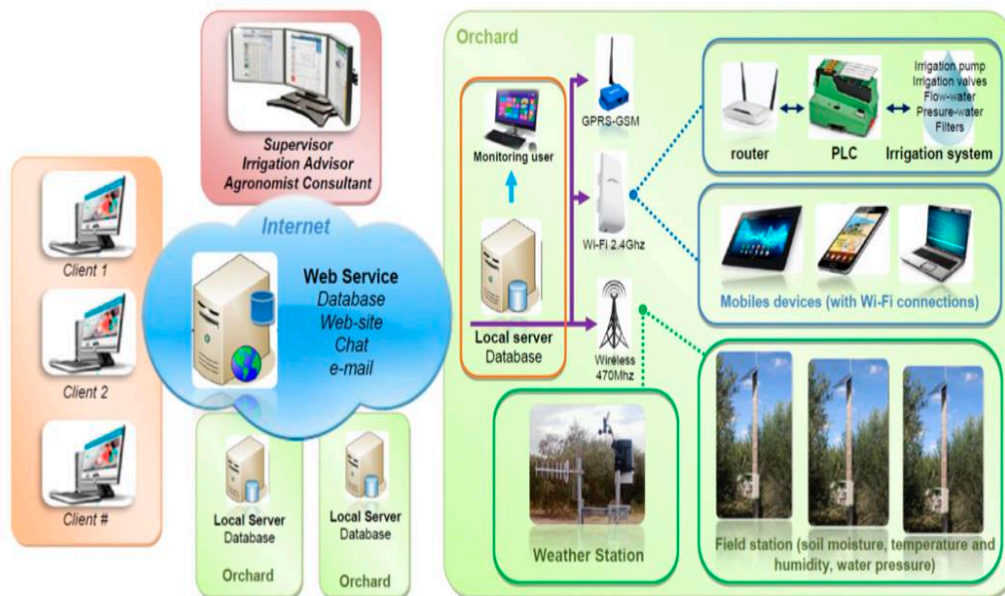 Supervisor
Irrigation Advisor
Agronomist Consultant
Client 1
Client 2
Client #
Internet
Web Service
Database
Web-site
Chat
e-mail
Local Server
Database
Orchard
Local Server
Database
Orchard
Orchard
Monitoring user
Local server
Database
GPRS-GSM
Wi-Fi 2.4Ghz
Wireless
470Mhz
router
PLC
Irrigation pump
Irrigation valves
Flow-water
Presure-water
Filters
Irrigation system
Mobiles devices (with Wi-Fi connections)
Weather Station
Field station (soil moisture, temperature and
humidity, water pressure)